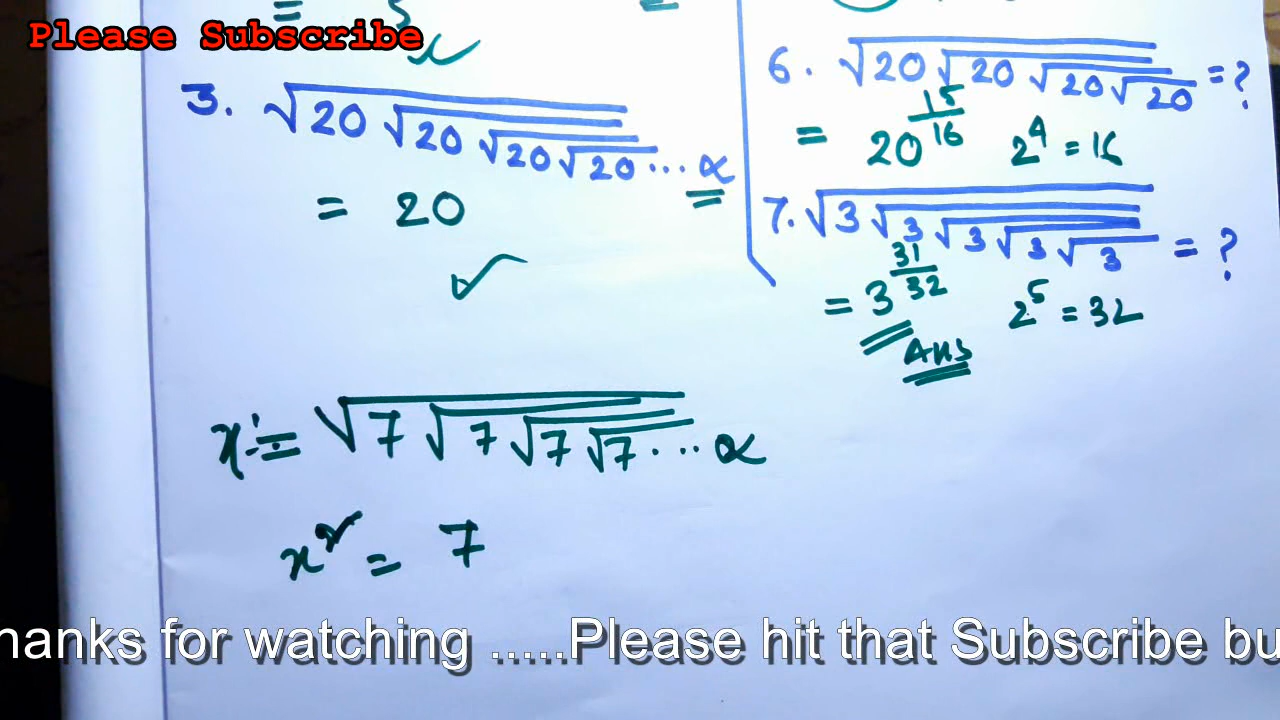 Please Subscribe
= 5
3. √20√20√20√20 ... ∝
= 20
x = √7√7√7√7 ... ∝
x² = 7
6. √20√20√20√20 = ?
= 20^(15/16) 2^4 = 16
7. √3√3√3√3√3 = ?
= 3^(31/32) 2^5 = 32
Ans
hanks for watching .....Please hit that Subscribe bu